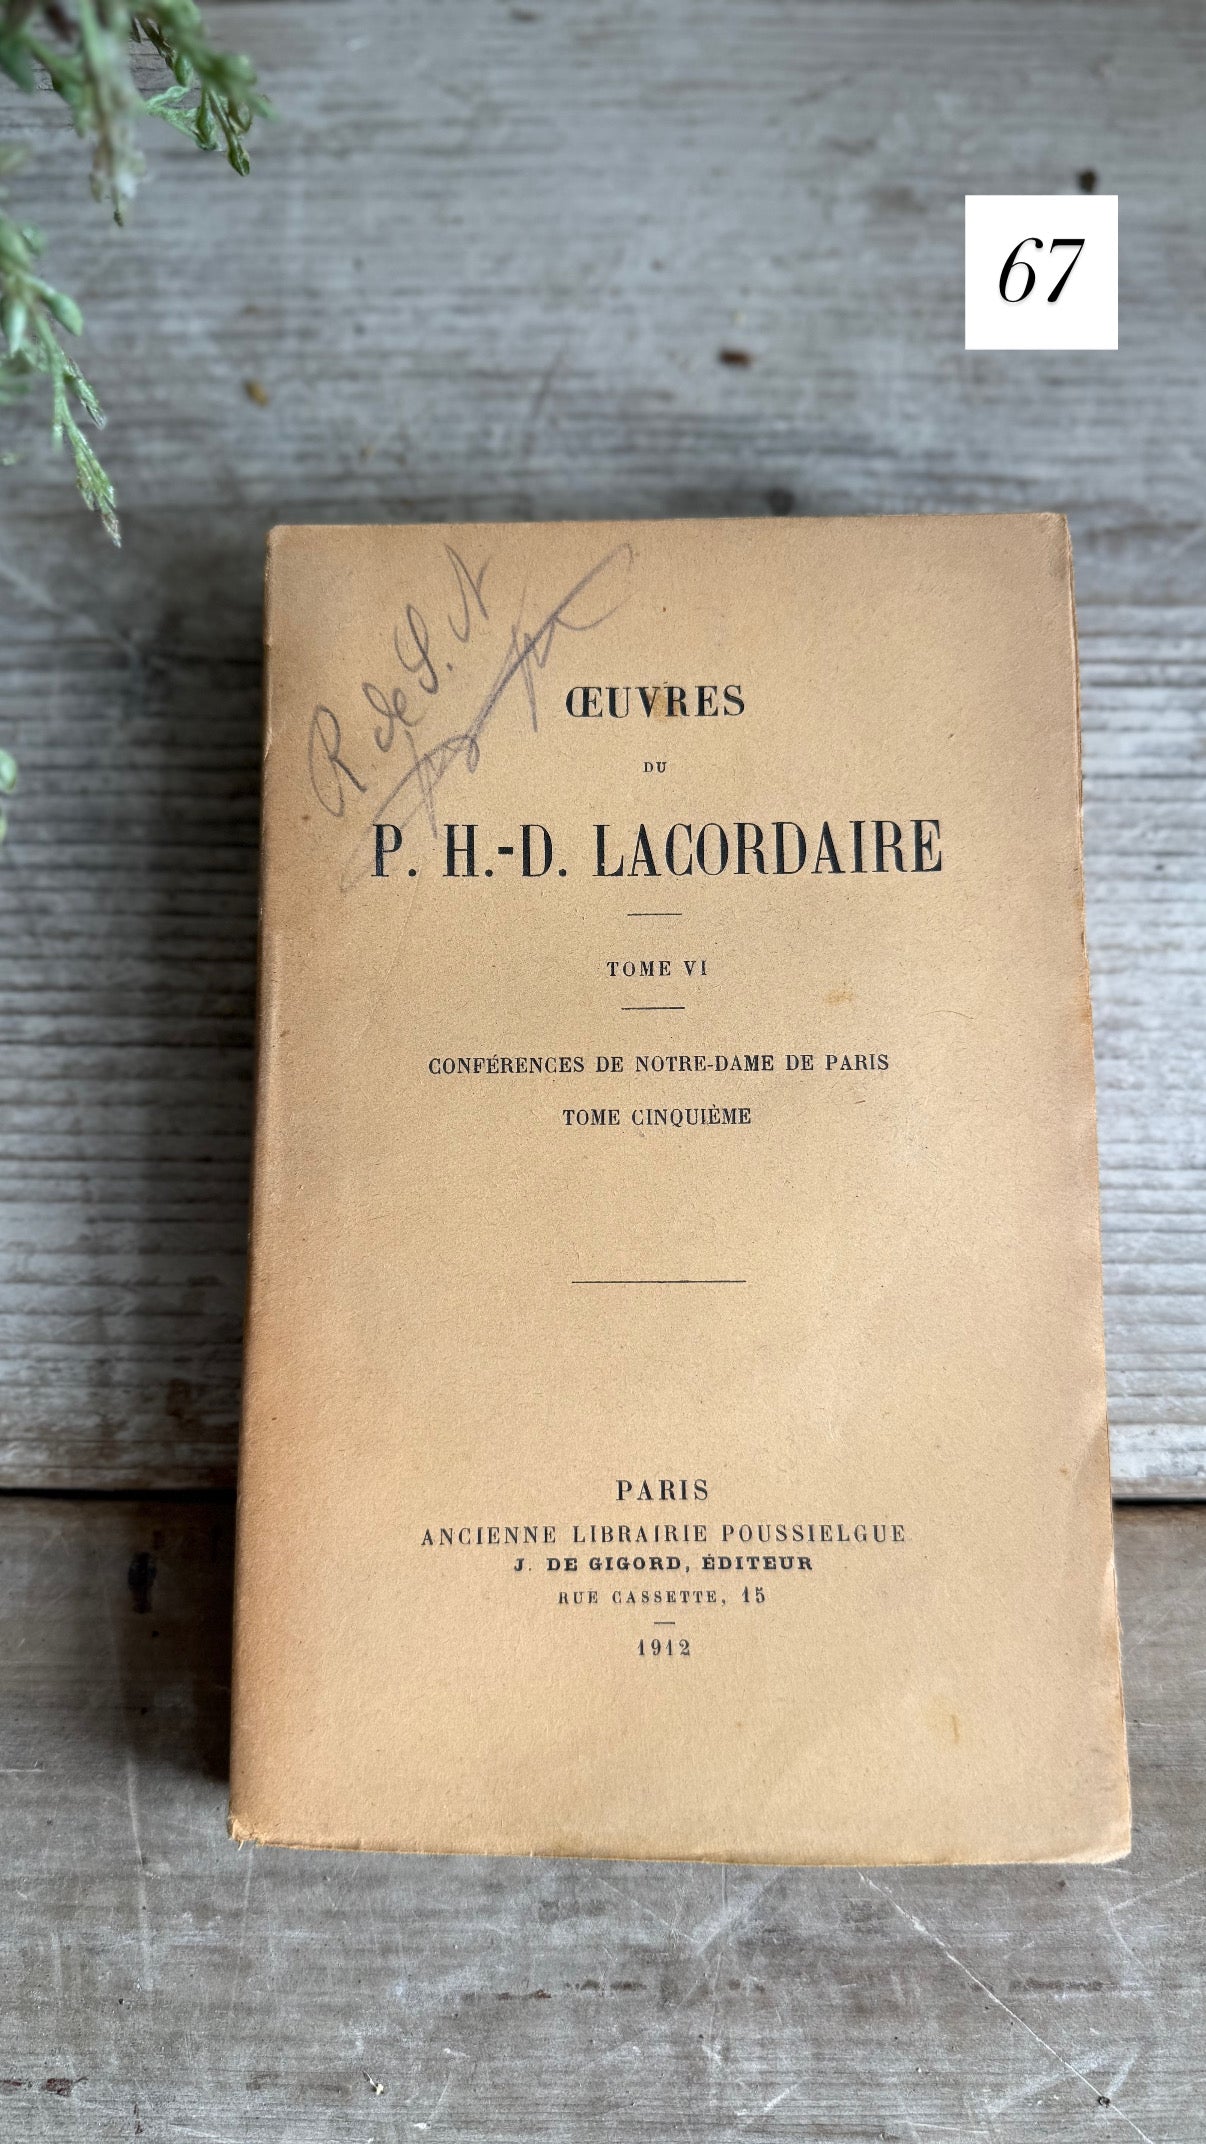 67
R. de S. N
ŒUVRES
DU
P. H.-D. LACORDAIRE
TOME VI
CONFÉRENCES DE NOTRE-DAME DE PARIS
TOME CINQUIÈME
PARIS
ANCIENNE LIBRAIRIE POUSSIELGUE
J. DE GIGORD, ÉDITEUR
RUE CASSETTE, 15
1912